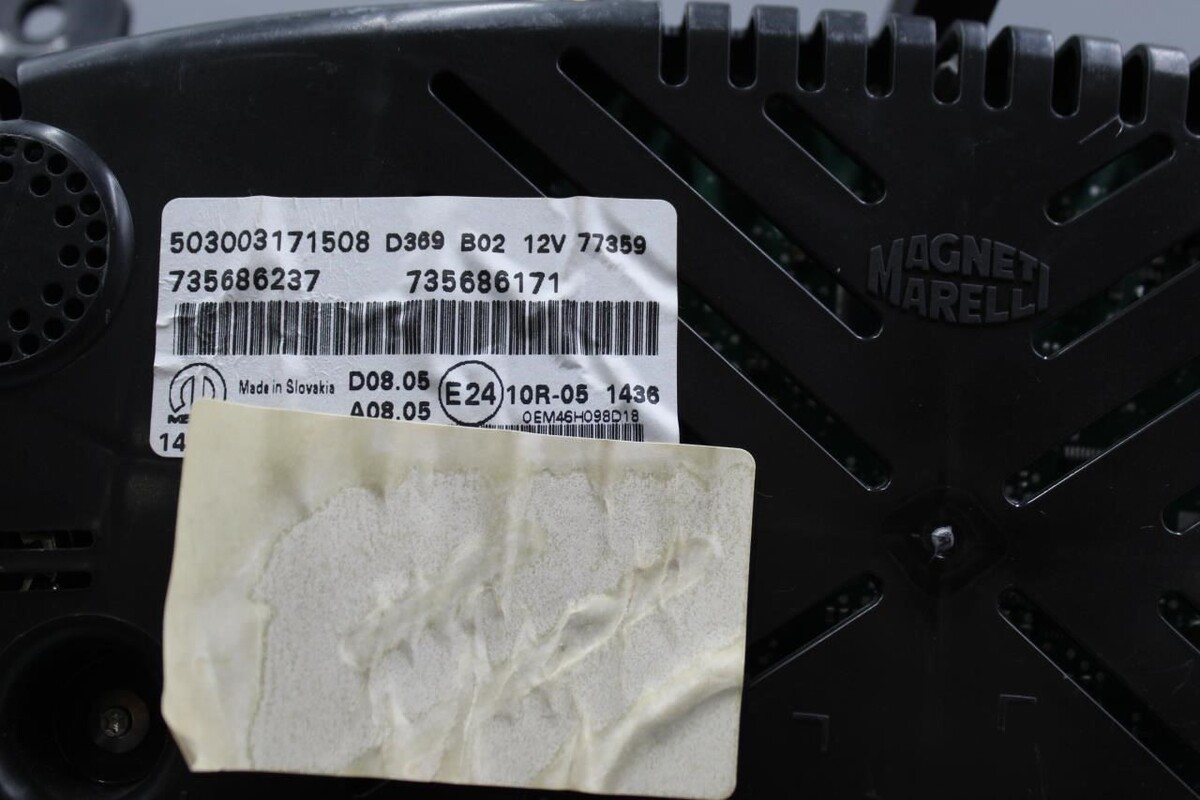 503003171508 D369 B02 12V 77359
735686237 735686171
Made in Slovakia D08.05 E24 10R-05 1436
A08.05 0EM46H098D18
14
MAGNETI
MARELLI